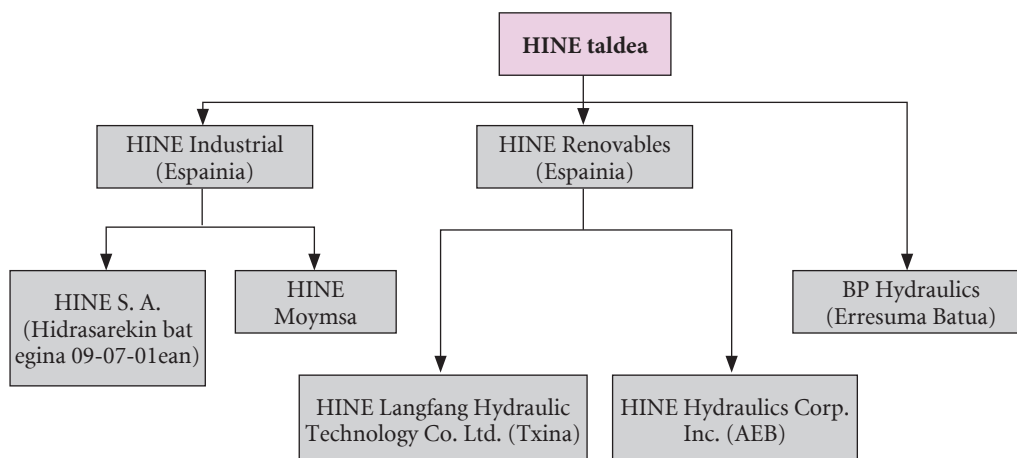 HINE taldea
HINE Industrial
(Espainia)
HINE Renovables
(Espainia)
HINE S. A.
(Hidrasarekin bat
egina 09-07-01ean)
HINE
Moymsa
BP Hydraulics
(Erresuma Batua)
HINE Langfang Hydraulic
Technology Co. Ltd. (Txina)
HINE Hydraulics Corp.
Inc. (AEB)